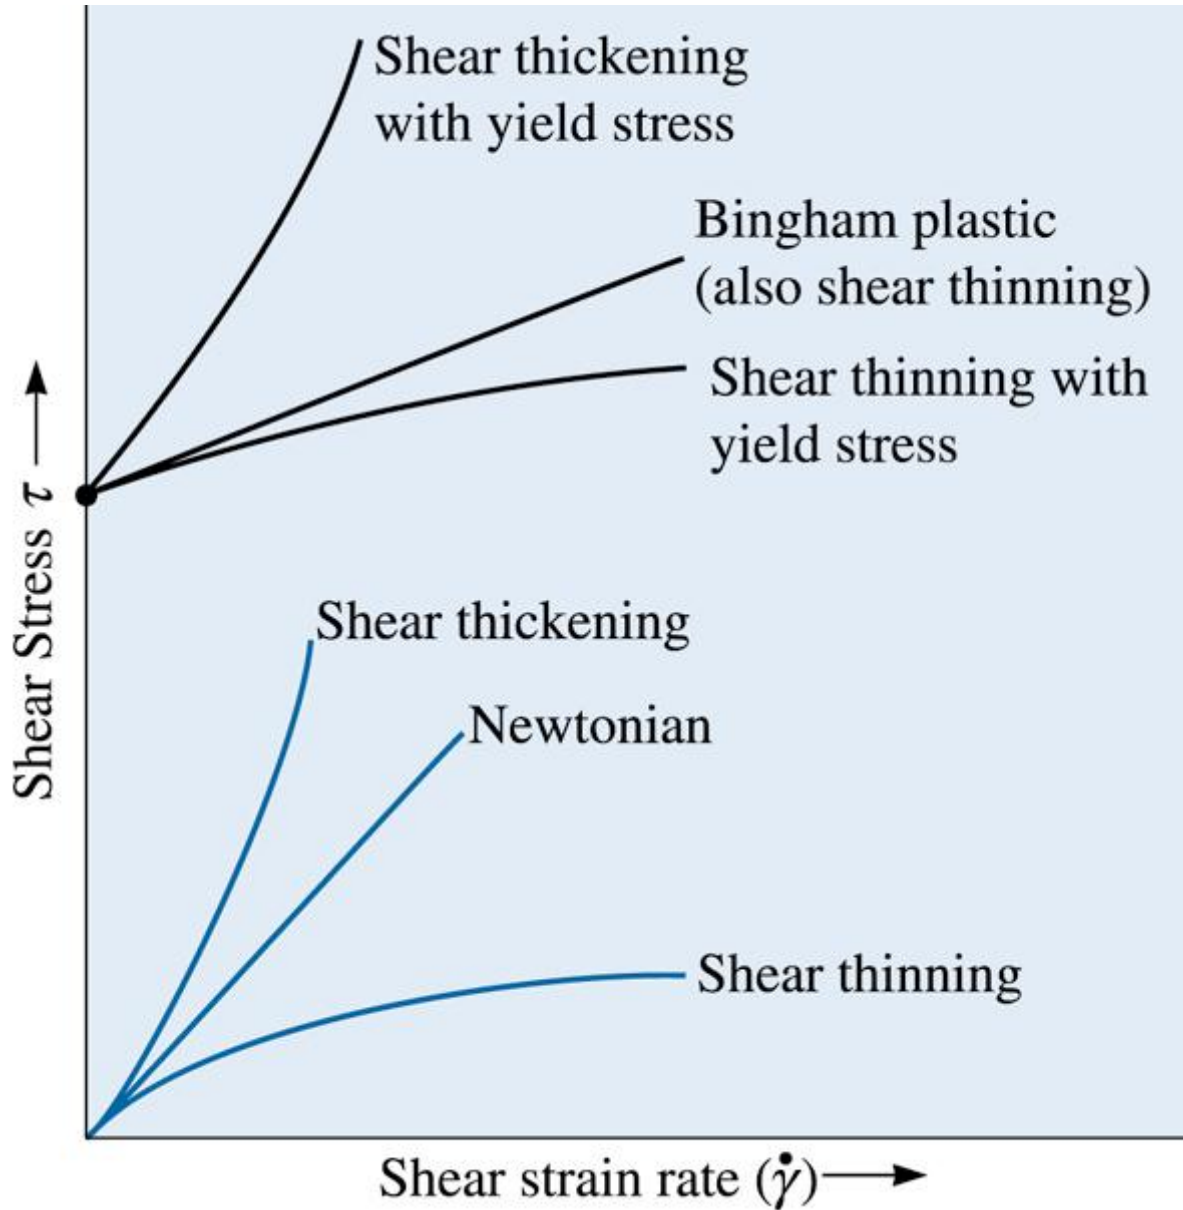 Shear thickening
with yield stress
Bingham plastic
(also shear thinning)
Shear thinning with
yield stress
Shear Stress τ
Shear thickening
Newtonian
Shear thinning
Shear strain rate (γ̇)